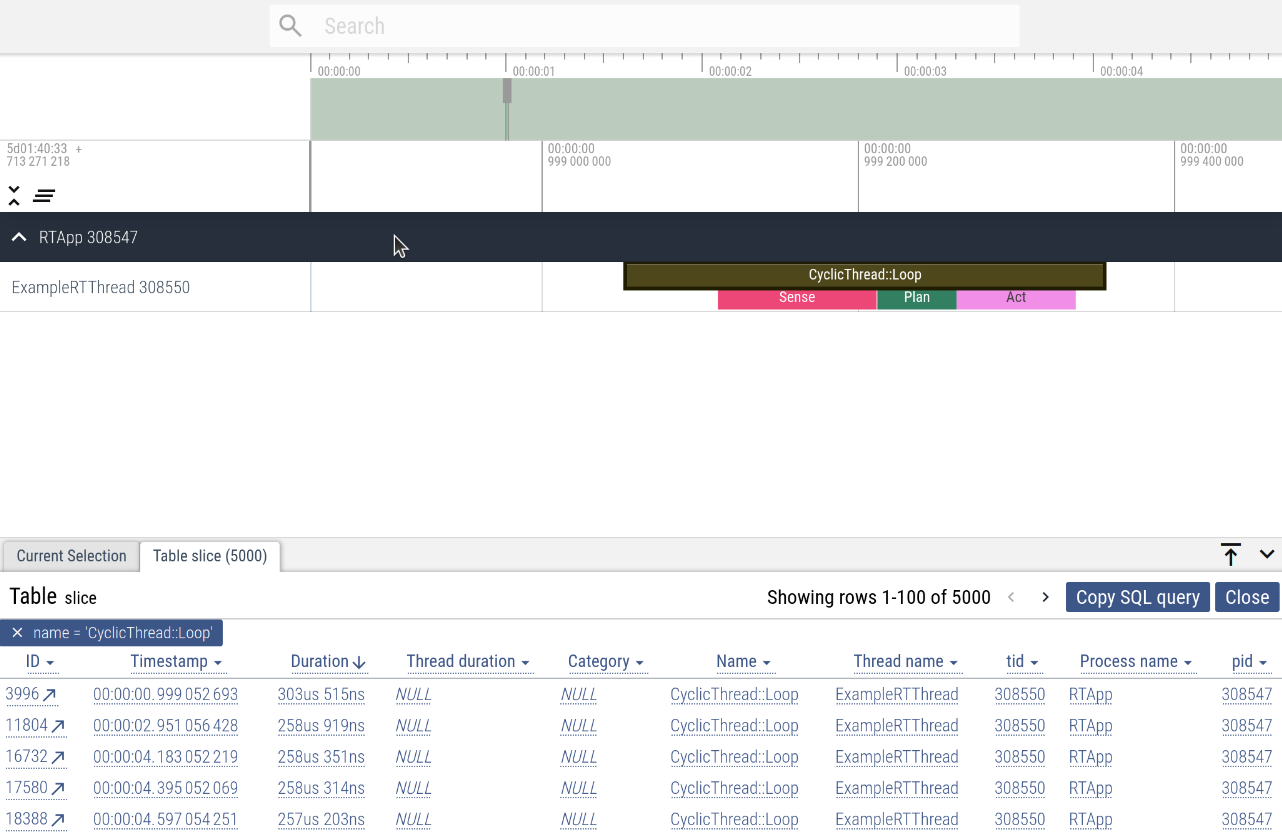 Search
00:00:00 00:00:01 00:00:02 00:00:03 00:00:04
5d01:40:33 + 00:00:00 00:00:00 00:00:00
713 271 218 999 000 000 999 200 000 999 400 000
RTApp 308547
CyclicThread::Loop
ExampleRTThread 308550
Sense Plan Act
Current Selection Table slice (5000)
Table slice Showing rows 1-100 of 5000 Copy SQL query Close
name = 'CyclicThread::Loop'
ID Timestamp Duration Thread duration Category Name Thread name tid Process name pid
3996 00:00:00.999 052 693 303us 515ns NULL NULL CyclicThread::Loop ExampleRTThread 308550 RTApp 308547
11804 00:00:02.951 056 428 258us 919ns NULL NULL CyclicThread::Loop ExampleRTThread 308550 RTApp 308547
16732 00:00:04.183 052 219 258us 351ns NULL NULL CyclicThread::Loop ExampleRTThread 308550 RTApp 308547
17580 00:00:04.395 052 069 258us 314ns NULL NULL CyclicThread::Loop ExampleRTThread 308550 RTApp 308547
18388 00:00:04.597 054 251 257us 203ns NULL NULL CyclicThread::Loop ExampleRTThread 308550 RTApp 308547